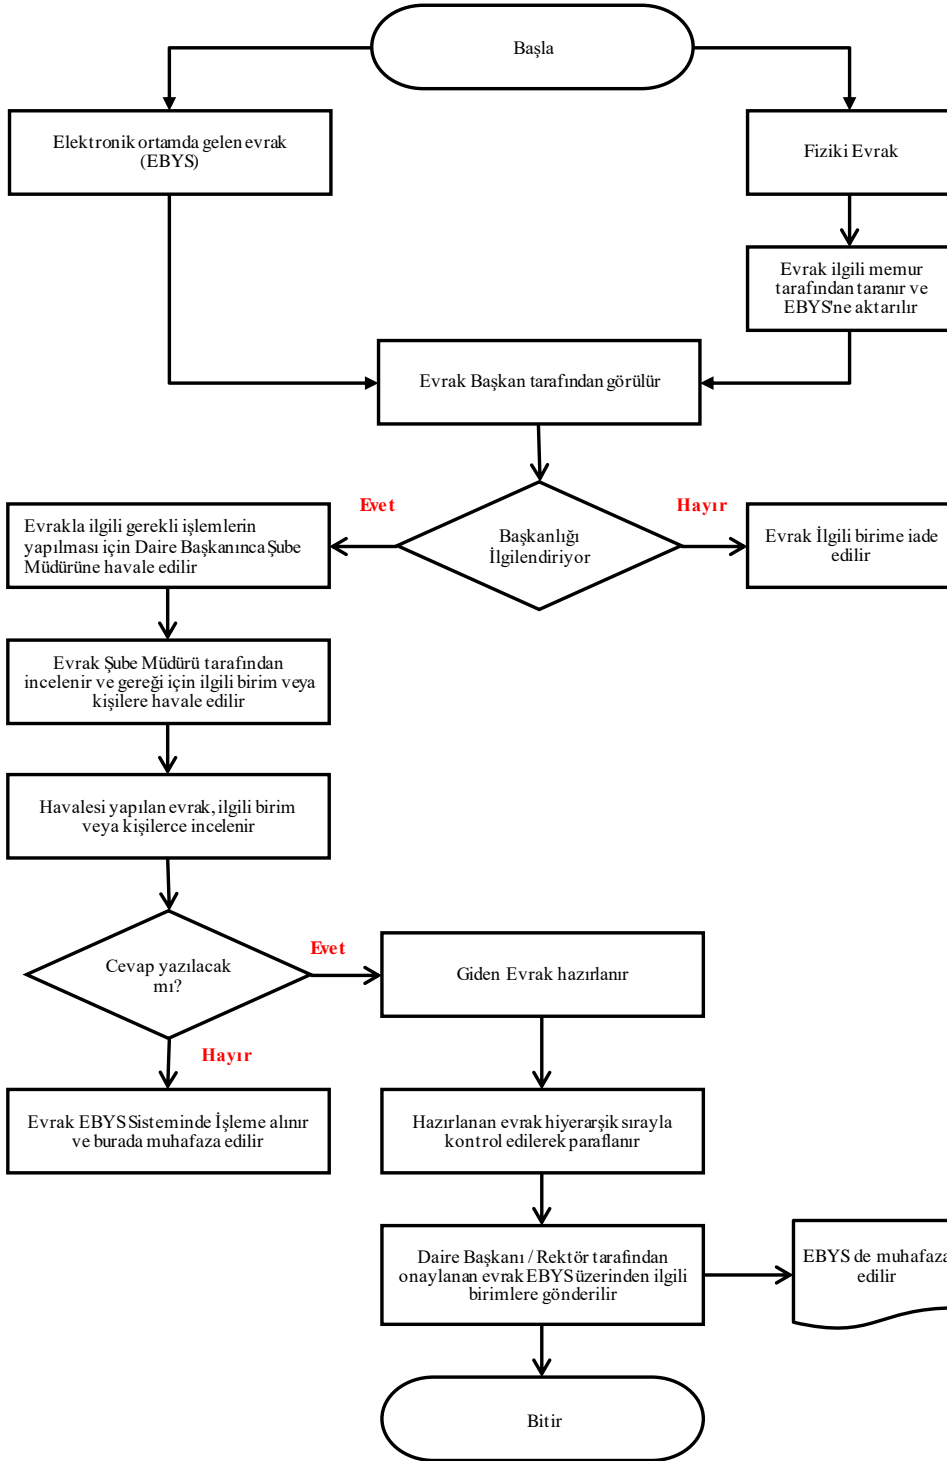 Başla
Elektronik ortamda gelen evrak
(EBYS)
Fiziki Evrak
Evrak ilgili memur
tarafından taranır ve
EBYS'ne aktarılır
Evrak Başkan tarafından görülür
Evet
Hayır
Başkanlığı
İlgilendiriyor
Evrakla ilgili gerekli işlemlerin
yapılması için Daire Başkanınca Şube
Müdürüne havale edilir
Evrak İlgili birime iade
edilir
Evrak Şube Müdürü tarafından
incelenir ve gereği için ilgili birim veya
kişilere havale edilir
Havalesi yapılan evrak, ilgili birim
veya kişilerce incelenir
Cevap yazılacak
mı?
Evet
Giden Evrak hazırlanır
Hayır
Evrak EBYS Sisteminde İşleme alınır
ve burada muhafaza edilir
Hazırlanan evrak hiyerarşik sırayla
kontrol edilerek paraflanır
Daire Başkanı / Rektör tarafından
onaylanan evrak EBYS üzerinden ilgili
birimlere gönderilir
EBYS de muhafaza
edilir
Bitir